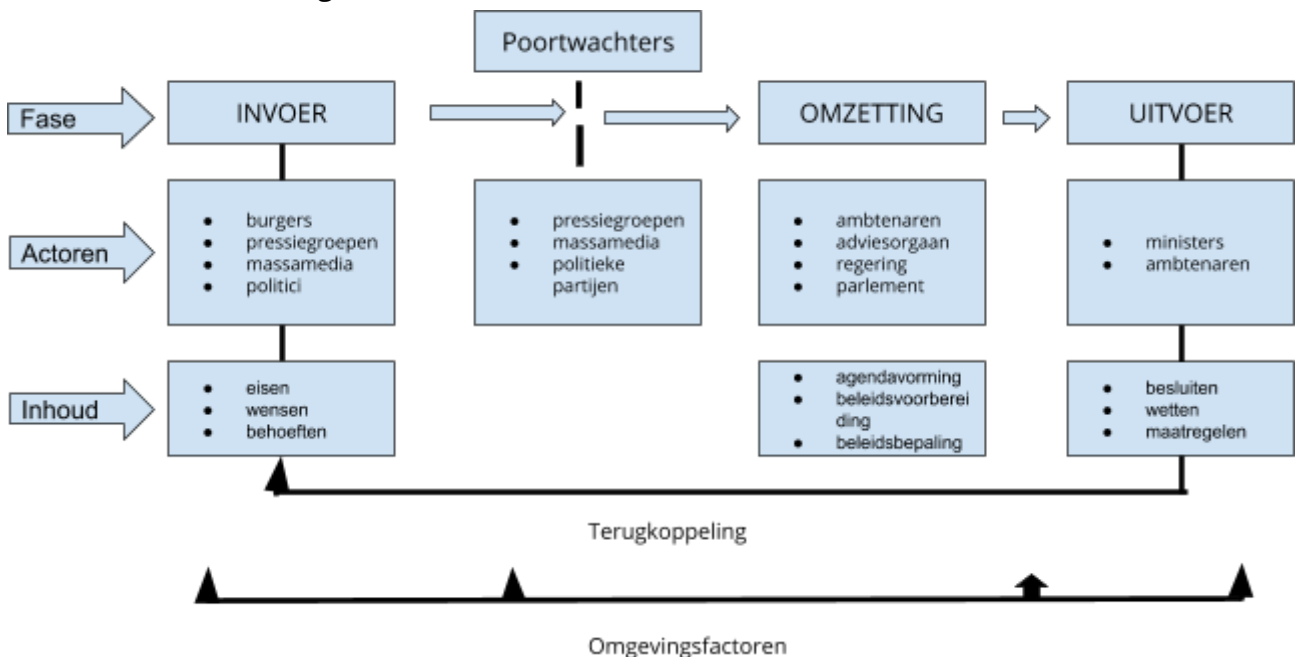 Poortwachters
Fase
INVOER
OMZETTING
UITVOER
Actoren
burgers
pressiegroepen
massamedia
politici
pressiegroepen
massamedia
politieke
partijen
ambtenaren
adviesorgaan
regering
parlement
ministers
ambtenaren
Inhoud
eisen
wensen
behoeften
agendavorming
beleidsvoorberei
ding
beleidsbepaling
besluiten
wetten
maatregelen
Terugkoppeling
Omgevingsfactoren